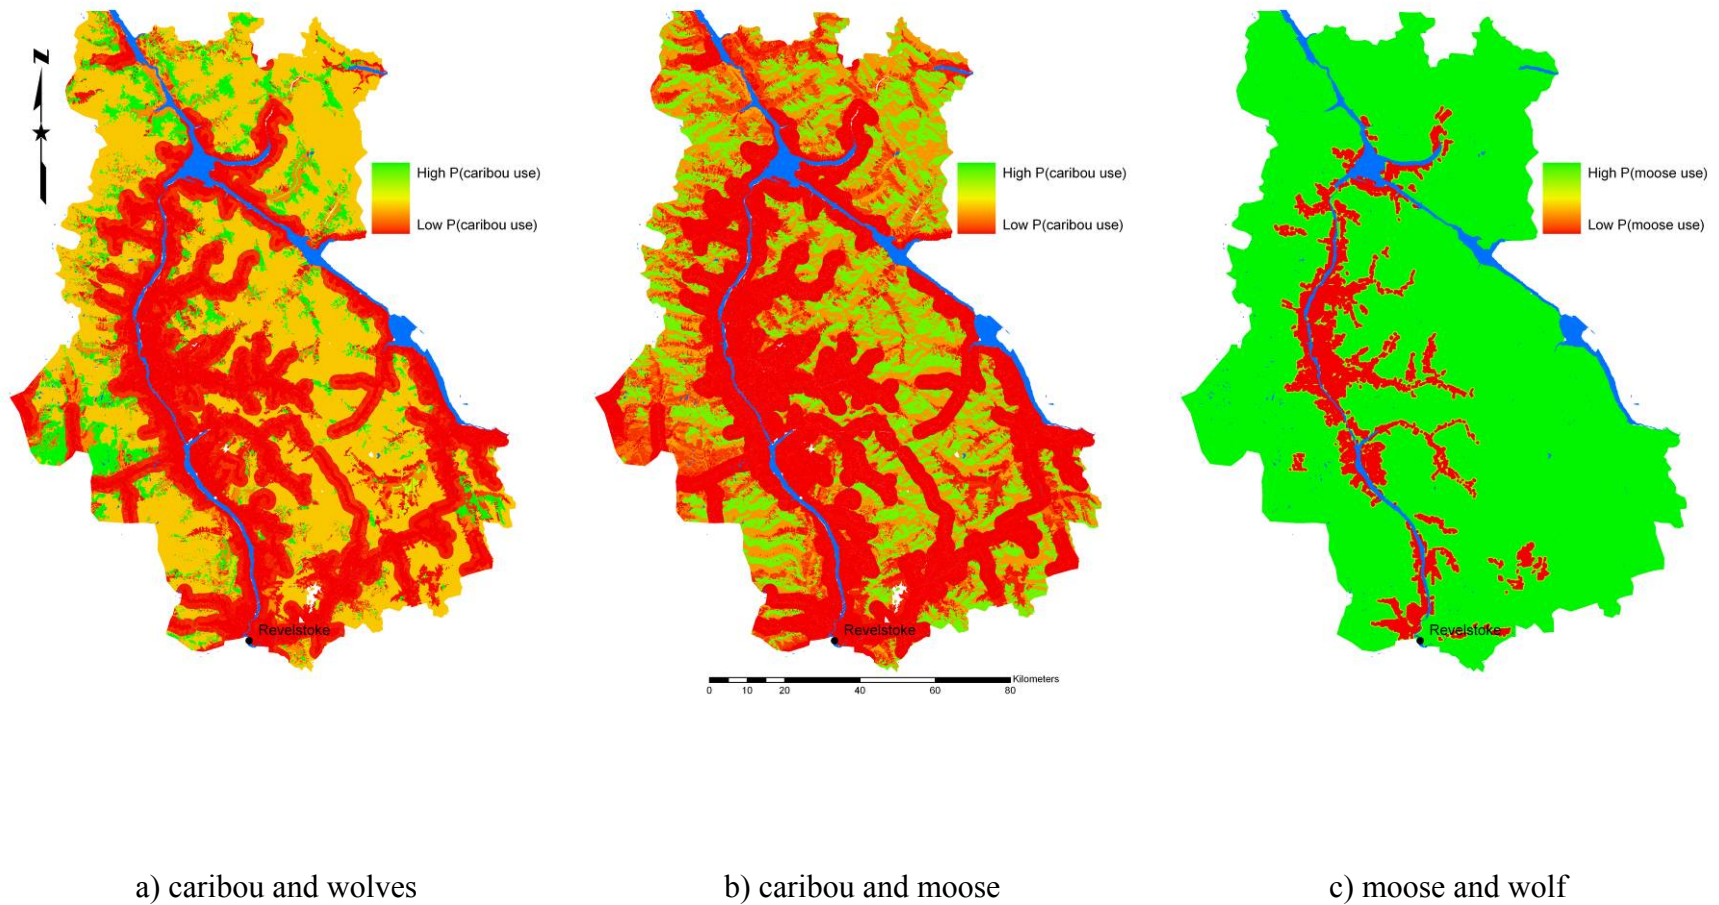 N
High P(caribou use)
Low P(caribou use)
Revelstoke
High P(caribou use)
Low P(caribou use)
Revelstoke
Kilometers
0 10 20 40 60 80
High P(moose use)
Low P(moose use)
Revelstoke
a) caribou and wolves
b) caribou and moose
c) moose and wolf